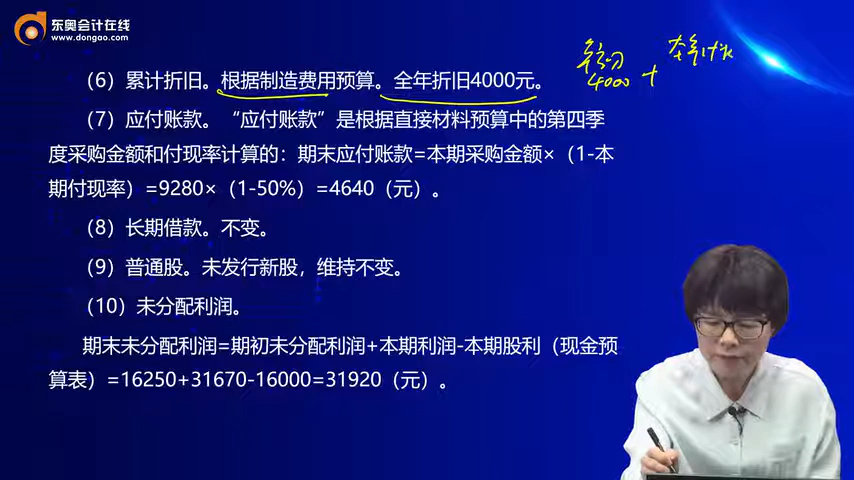 东奥会计在线
www.dongao.com
（6）累计折旧。根据制造费用预算。全年折旧4000元。
4000 +
（7）应付账款。“应付账款”是根据直接材料预算中的第四季
度采购金额和付现率计算的：期末应付账款=本期采购金额×（1-本
期付现率）=9280×（1-50%）=4640（元）。
（8）长期借款。不变。
（9）普通股。未发行新股，维持不变。
（10）未分配利润。
期末未分配利润=期初未分配利润+本期利润-本期股利（现金预
算表）=16250+31670-16000=31920（元）。